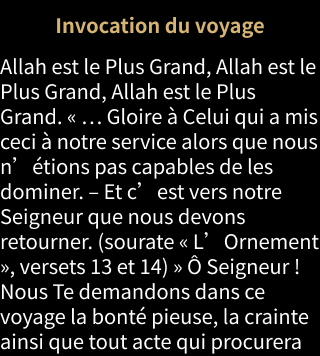 Invocation du voyage
Allah est le Plus Grand, Allah est le
Plus Grand, Allah est le Plus
Grand. « … Gloire à Celui qui a mis
ceci à notre service alors que nous
n’étions pas capables de les
dominer. – Et c’est vers notre
Seigneur que nous devons
retourner. (sourate « L’Ornement
», versets 13 et 14) » Ô Seigneur !
Nous Te demandons dans ce
voyage la bonté pieuse, la crainte
ainsi que tout acte qui procurera